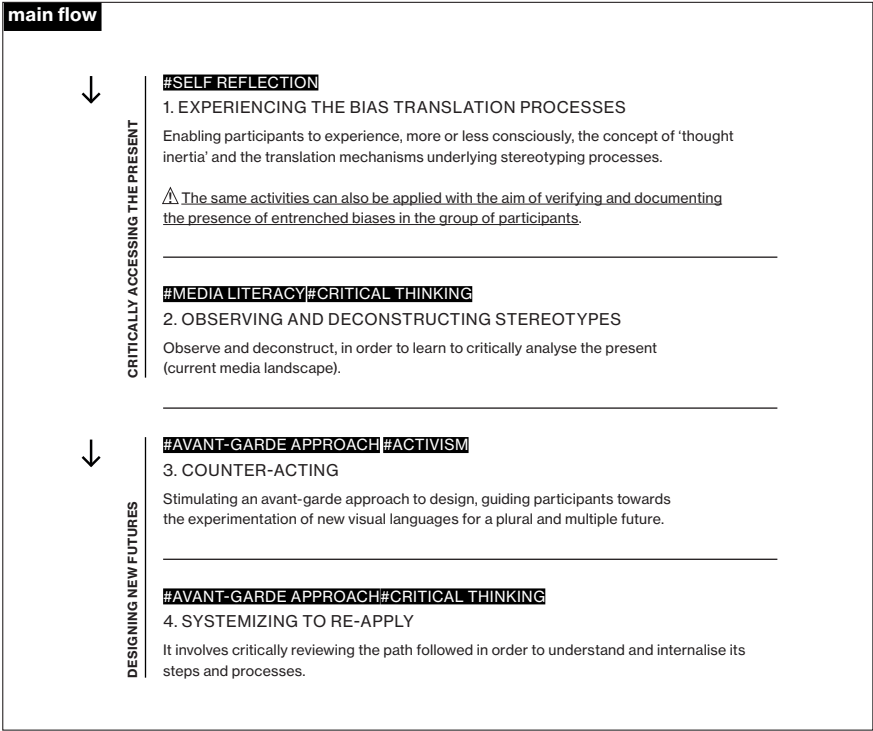 main flow
CRITICALLY ACCESSING THE PRESENT
#SELF REFLECTION
1. EXPERIENCING THE BIAS TRANSLATION PROCESSES
Enabling participants to experience, more or less consciously, the concept of ‘thought
inertia’ and the translation mechanisms underlying stereotyping processes.
⚠ The same activities can also be applied with the aim of verifying and documenting
the presence of entrenched biases in the group of participants.
#MEDIA LITERACY#CRITICAL THINKING
2. OBSERVING AND DECONSTRUCTING STEREOTYPES
Observe and deconstruct, in order to learn to critically analyse the present
(current media landscape).
DESIGNING NEW FUTURES
#AVANT-GARDE APPROACH #ACTIVISM
3. COUNTER-ACTING
Stimulating an avant-garde approach to design, guiding participants towards
the experimentation of new visual languages for a plural and multiple future.
#AVANT-GARDE APPROACH#CRITICAL THINKING
4. SYSTEMIZING TO RE-APPLY
It involves critically reviewing the path followed in order to understand and internalise its
steps and processes.